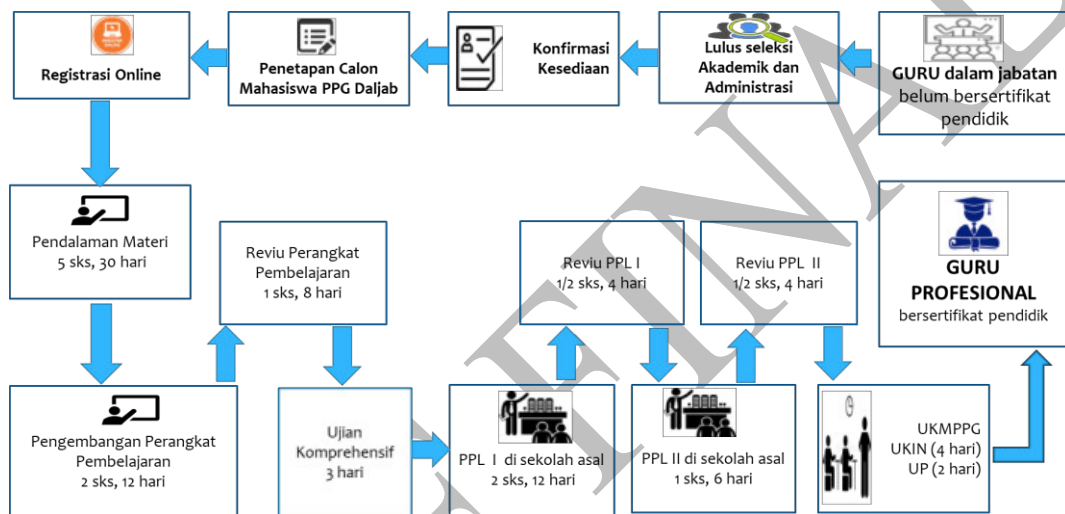 GURU dalam jabatan
belum bersertifikat
pendidik
Lulus seleksi
Akademik dan
Administrasi
Konfirmasi
Kesediaan
Penetapan Calon
Mahasiswa PPG Daljab
Registrasi Online
Pendalaman Materi
5 sks, 30 hari
Pengembangan Perangkat
Pembelajaran
2 sks, 12 hari
Reviu Perangkat
Pembelajaran
1 sks, 8 hari
Ujian
Komprehensif
3 hari
PPL I di sekolah asal
2 sks, 12 hari
Reviu PPL I
1/2 sks, 4 hari
PPL II di sekolah asal
1 sks, 6 hari
Reviu PPL II
1/2 sks, 4 hari
UKMPPG
UKIN (4 hari)
UP (2 hari)
GURU
PROFESIONAL
bersertifikat pendidik